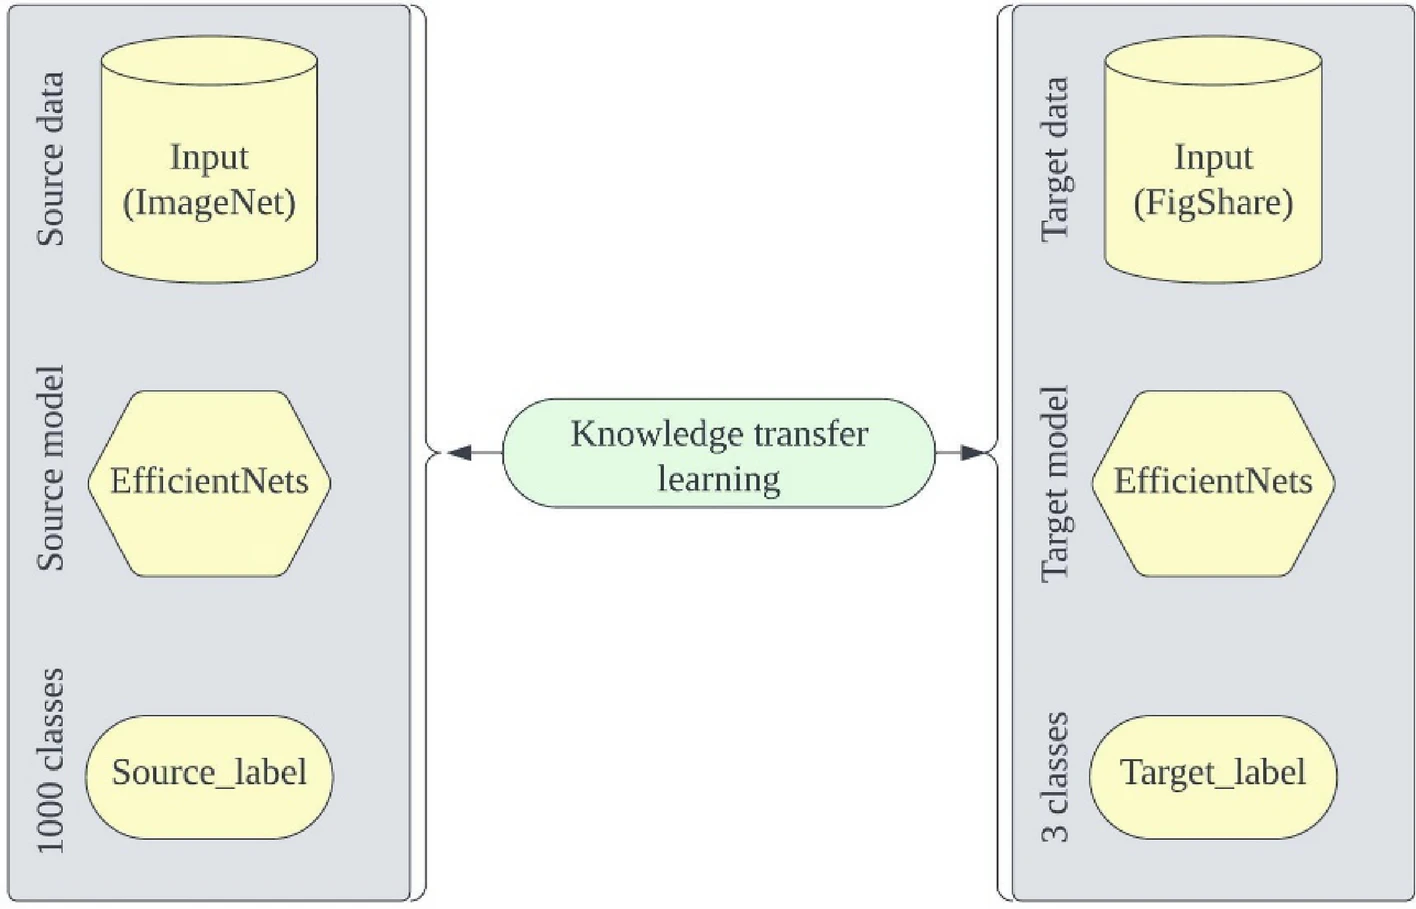 Source data
Input
(ImageNet)
Source model
EfficientNets
1000 classes
Source_label
Knowledge transfer
learning
Target data
Input
(FigShare)
Target model
EfficientNets
3 classes
Target_label